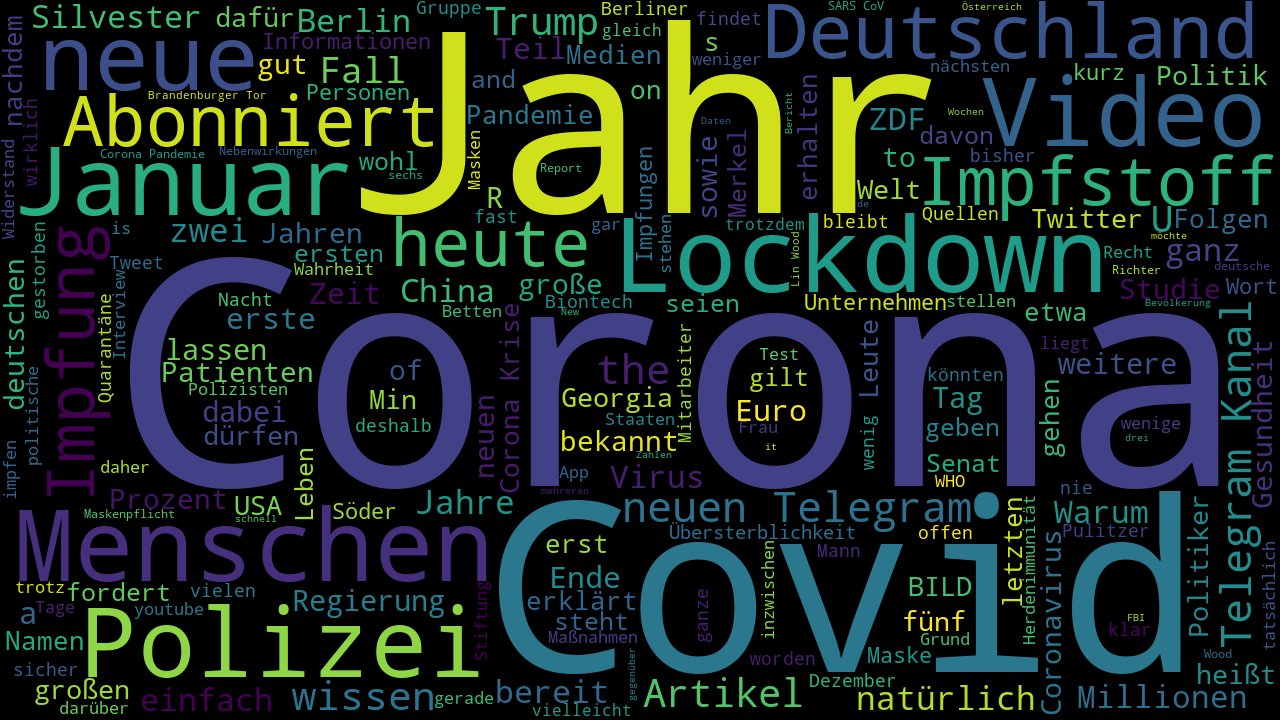 Silvester
dafür
Berlin
Gruppe
Trump
Berliner
findet
SARS CoV
Österreich
neue
Informationen
Teil
Medien
gleich
s
weniger
Deutschland
nachdem
gut
Fall
Personen
and
on
nächsten
kurz
Politik
Brandenburger Tor
Abonniert
Jahr
Pandemie
Masken
Daten
Bericht
erhalten
ZDF
Wochen
davon
Video
wirklich
Widerstand
Corona Pandemie
Nebenwirkungen
wohl
sechs
Report
sowie
Merkel
to
bisher
Januar
R
Impfungen
Welt
de
Impfstoff
is
zwei
Jahren
fast
gar
stehen
trotzdem
bleibt
Quellen
Twitter
U
Folgen
möchte
Impfung
Tweet
ersten
heute
Lockdown
Lin Wood
Recht
Richter
ganz
deutsche
gestorben
deutschen
Interview
Quarantäne
Nacht
Wahrheit
Zeit
China
Betten
große
Biontech
New
seien
Unternehmen
stellen
Studie
Bevölkerung
Wort
erste
Corona Krise
etwa
lassen
Patienten
Polizisten
of
the
Mitarbeiter
Test
gilt
Leute
liegt
weitere
Telegram Kanal
Gesundheit
politische
Corona
dabei
dürfen
Min
deshalb
Georgia
Staaten
Euro
Frau
könnten
Tag
geben
gehen
wenige
drei
impfen
daher
Leben
neuen
bekannt
Zahlen
it
wenig
Senat
Prozent
USA
schnell
Jahre
App
mehreren
Virus
WHO
nie
Maskenpflicht
Söder
neuen Telegram
Übersterblichkeit
offen
letzten
Herdenimmunität
Warum
Pulitzer
Politiker
Menschen
erst
Covid
Mann
inzwischen
Coronavirus
tatsächlich
trotz
fordert
vielen
Regierung
Ende
BILD
a
Tage
youtube
erklärt
steht
Maßnahmen
ganze
fünf
Grund
FBI
klar
Namen
Polizei
Stiftung
worden
Maske
Wood
sicher
gegenüber
Dezember
heißt
großen
darüber
einfach
wissen
gerade
bereit
vielleicht
Artikel
natürlich
Millionen